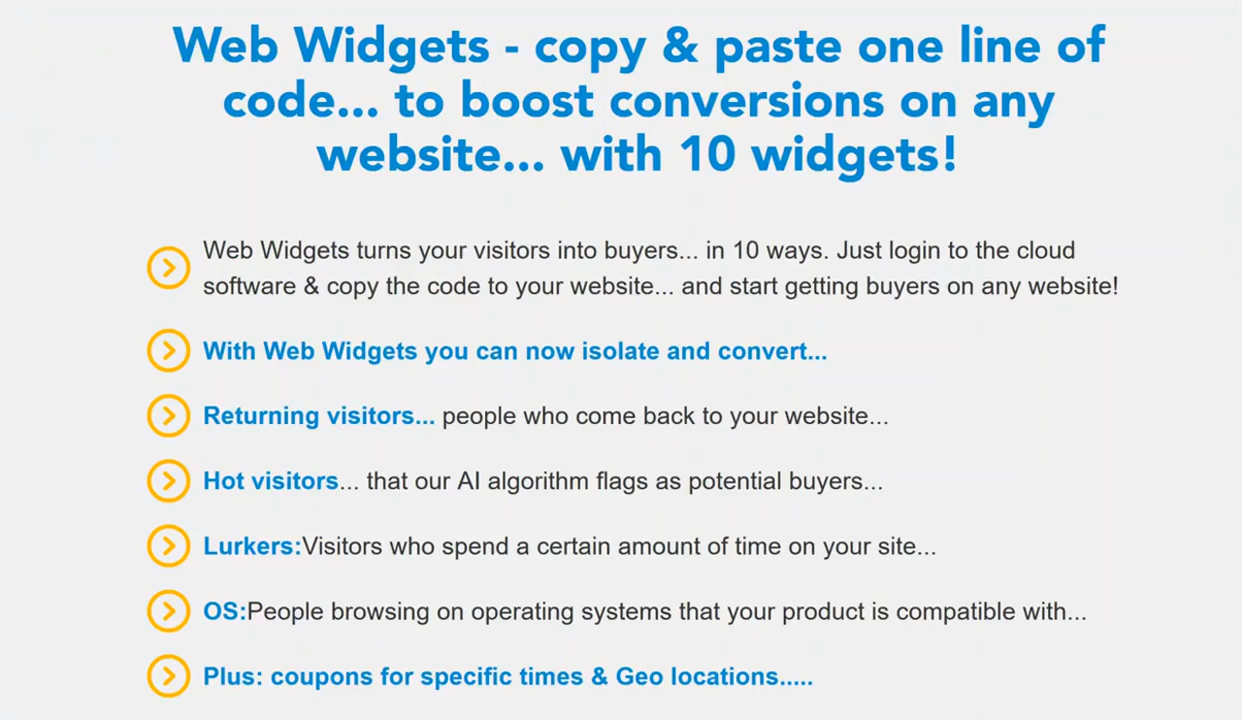 Web Widgets - copy & paste one line of
code... to boost conversions on any
website... with 10 widgets!
Web Widgets turns your visitors into buyers... in 10 ways. Just login to the cloud
software & copy the code to your website... and start getting buyers on any website!
With Web Widgets you can now isolate and convert...
Returning visitors... people who come back to your website...
Hot visitors... that our AI algorithm flags as potential buyers...
Lurkers:Visitors who spend a certain amount of time on your site...
OS:People browsing on operating systems that your product is compatible with...
Plus: coupons for specific times & Geo locations.....